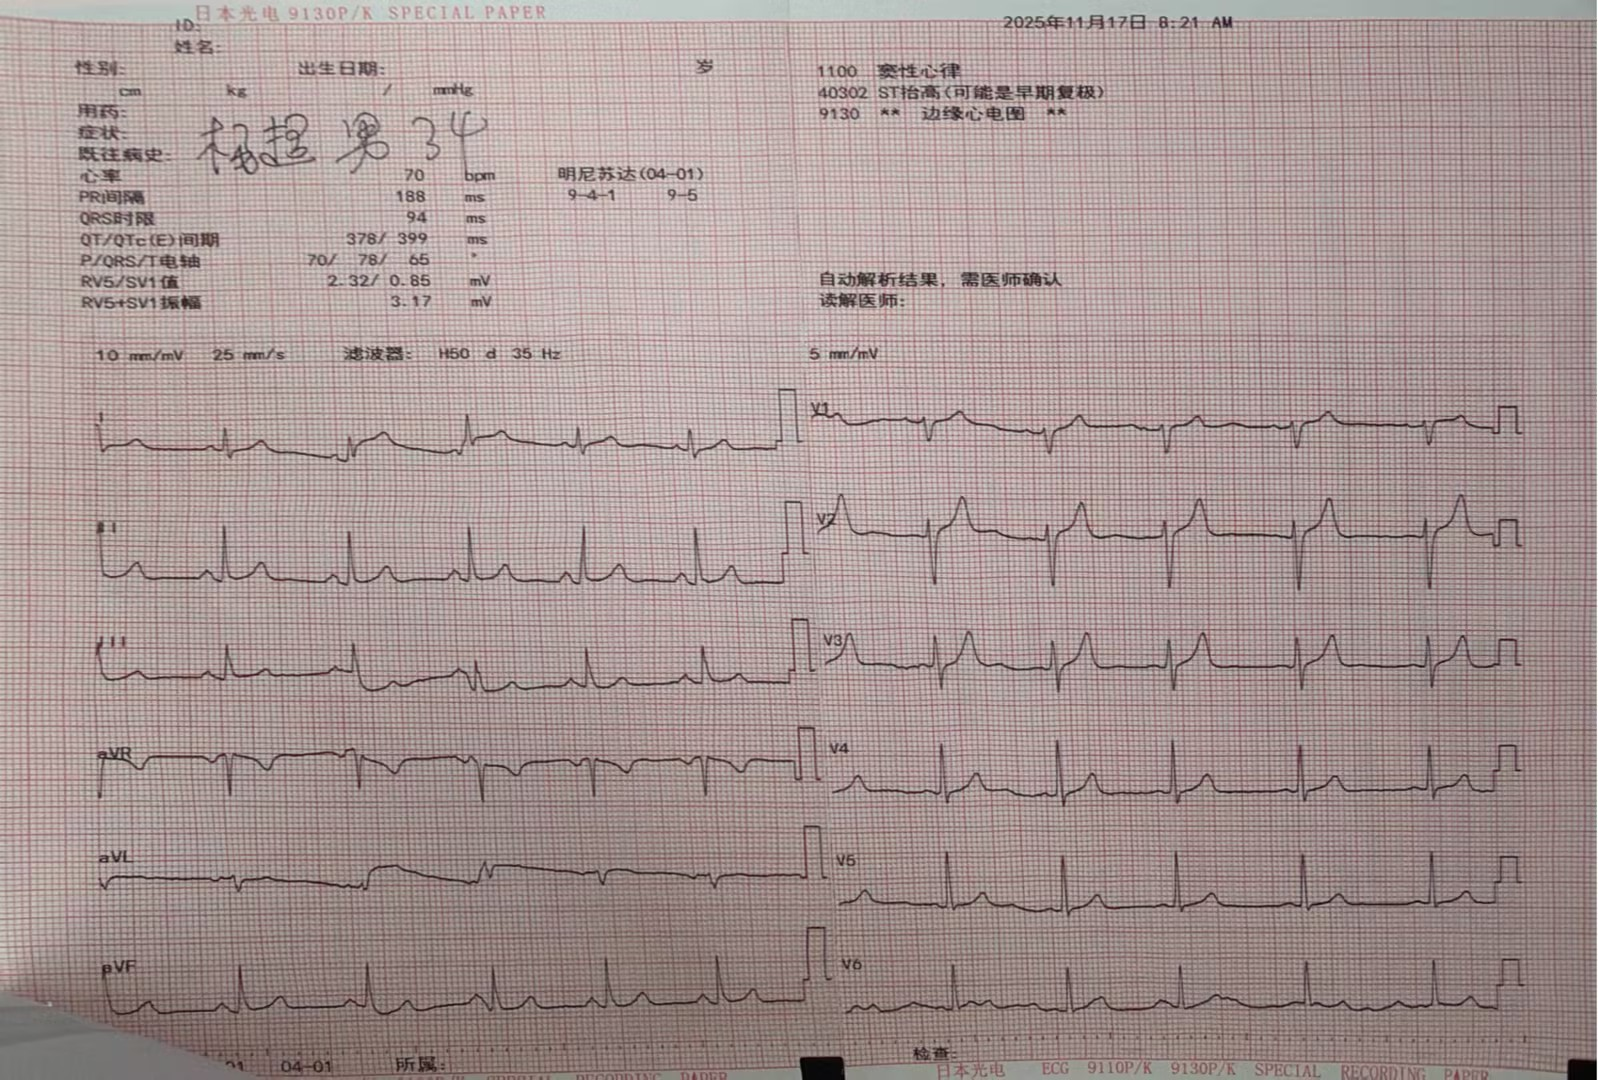 日本光电 9130P/K SPECIAL PAPER
ID:
2025年11月17日 8:21 AM
姓名:
性别: 出生日期: 岁
cm kg / mmHg
用药:
症状:
既往病史:
杨超 男 34
1100 窦性心律
40302 ST抬高(可能是早期复极)
9130 ** 边缘心电图 **
心率 70 bpm 明尼苏达(04-01)
PR间隔 188 ms 9-4-1 9-5
QRS时限 94 ms
QT/QTc(E)间期 378/ 399 ms
P/QRS/T电轴 70/ 78/ 65 °
RV5/SV1值 2.32/ 0.85 mV
RV5+SV1振幅 3.17 mV
自动解析结果，需医师确认
读解医师:
10 mm/mV 25 mm/s 滤波器: H50 d 35 Hz 5 mm/mV
I V1
II V2
III V3
aVR V4
aVL V5
aVF V6
04-01 所属: 检查:
日本光电 ECG 9110P/K 9130P/K SPECIAL RECORDING PAPER